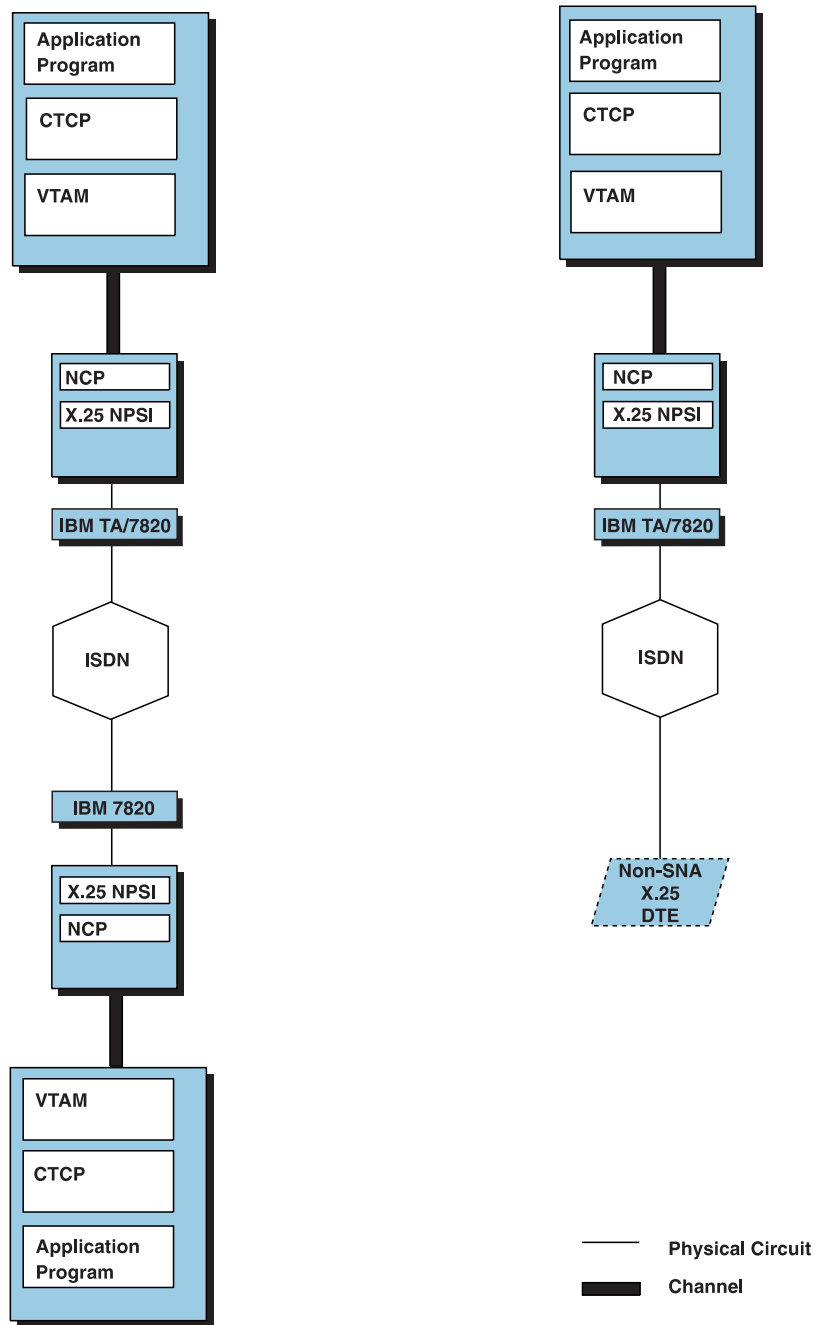 Application
Program
CTCP
VTAM
NCP
X.25 NPSI
IBM TA/7820
ISDN
IBM 7820
X.25 NPSI
NCP
VTAM
CTCP
Application
Program
Application
Program
CTCP
VTAM
NCP
X.25 NPSI
IBM TA/7820
ISDN
Non-SNA
X.25
DTE
Physical Circuit
Channel